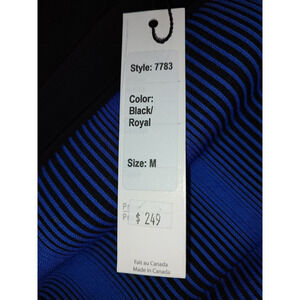 Style: 7783
Color:
Black/
Royal
Size: M
$ 249
Fait au Canada
Made in Canada